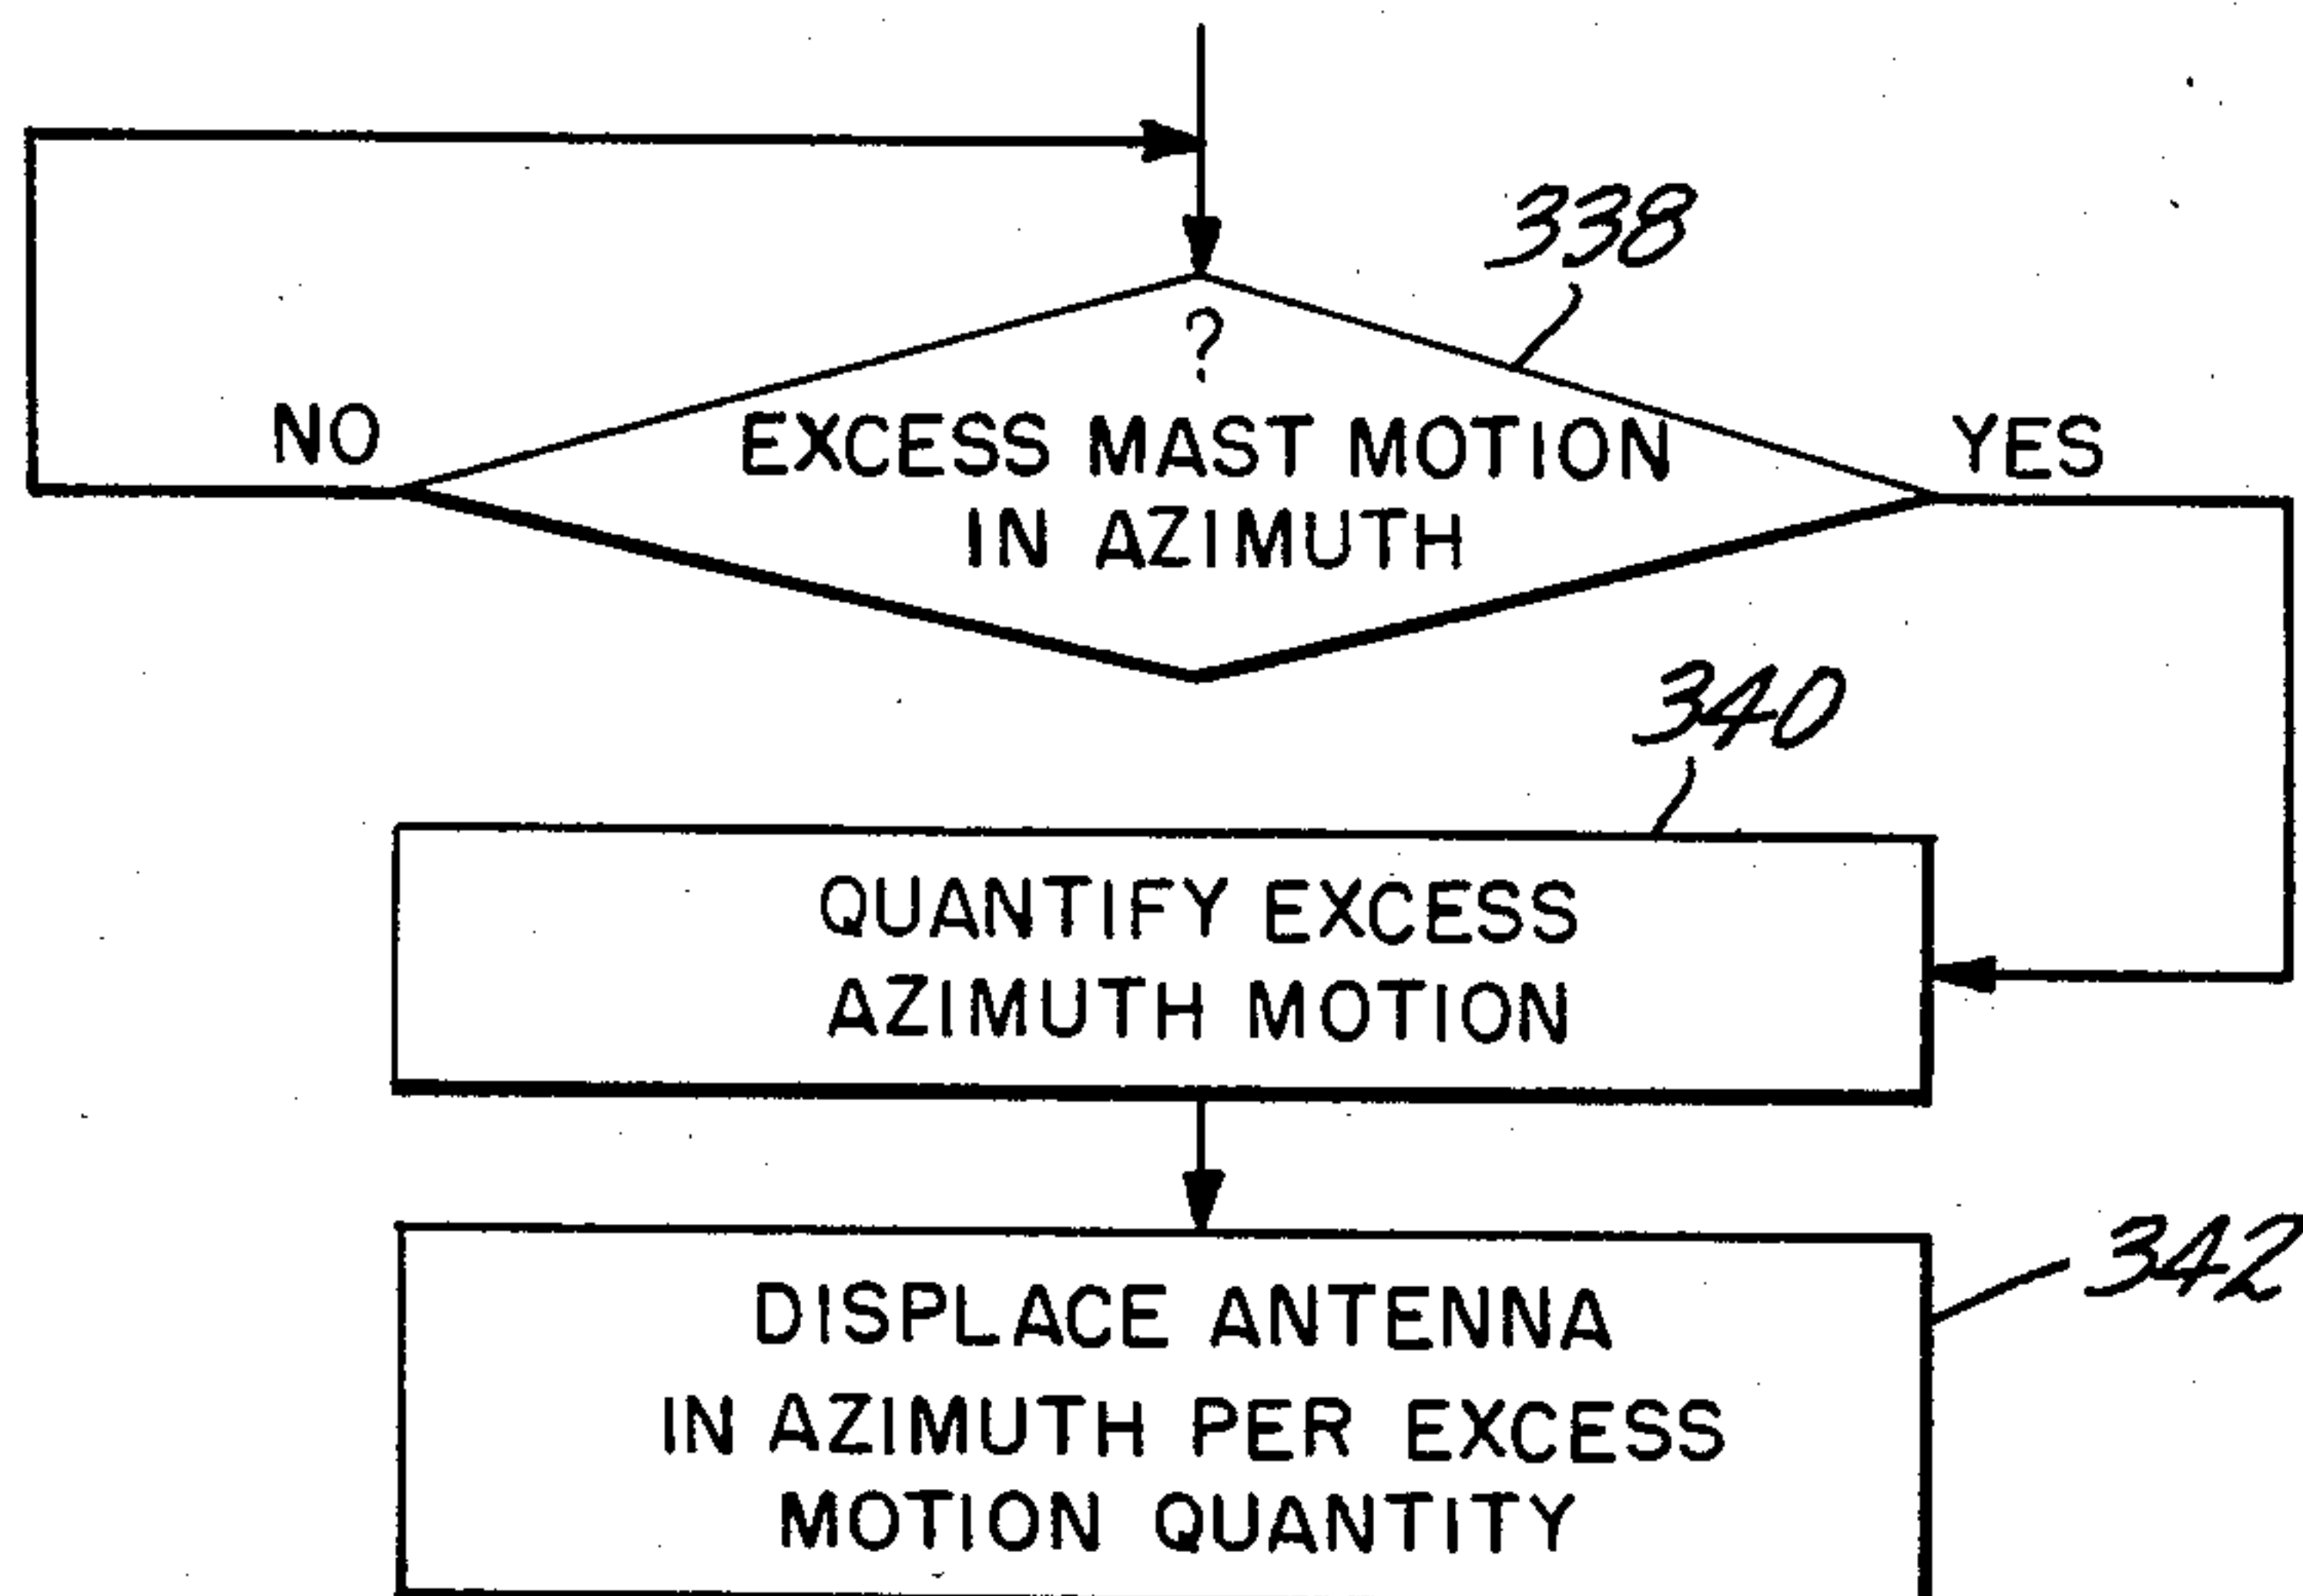 338
?
NO
EXCESS MAST MOTION
YES
IN AZIMUTH
340
QUANTIFY EXCESS
AZIMUTH MOTION
342
DISPLACE ANTENNA
IN AZIMUTH PER EXCESS
MOTION QUANTITY